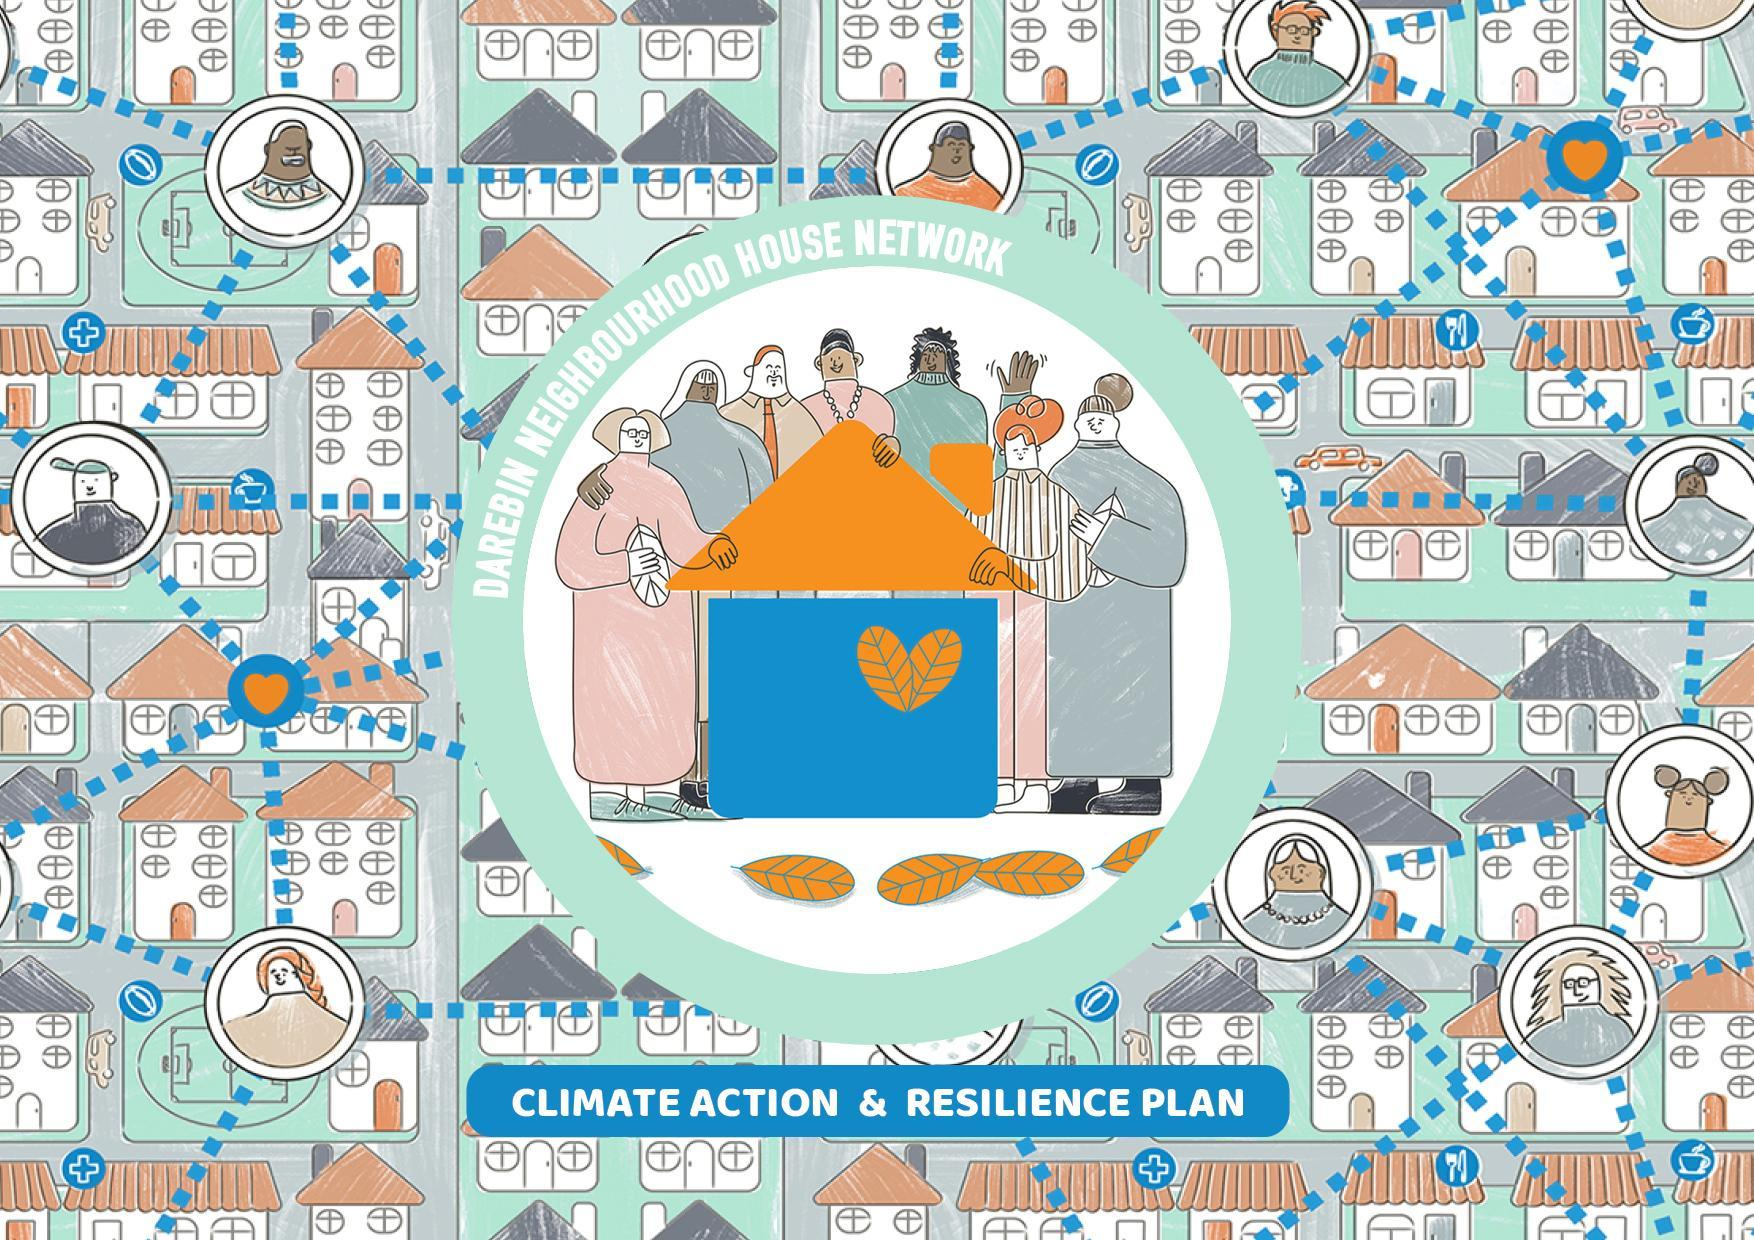 DAREBIN NEIGHBOURHOOD HOUSE NETWORK
CLIMATE ACTION & RESILIENCE PLAN